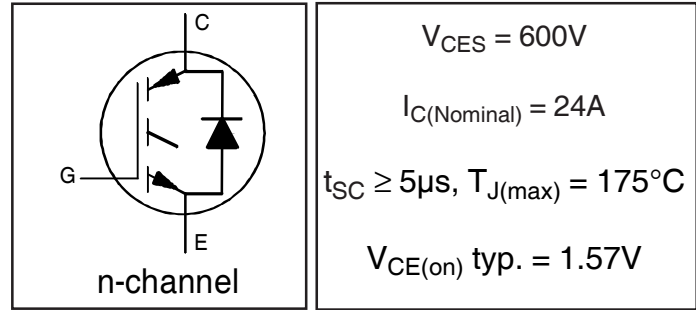 C
G
E
n-channel
V_CES = 600V
I_C(Nominal) = 24A
t_SC ≥ 5µs, T_J(max) = 175°C
V_CE(on) typ. = 1.57V